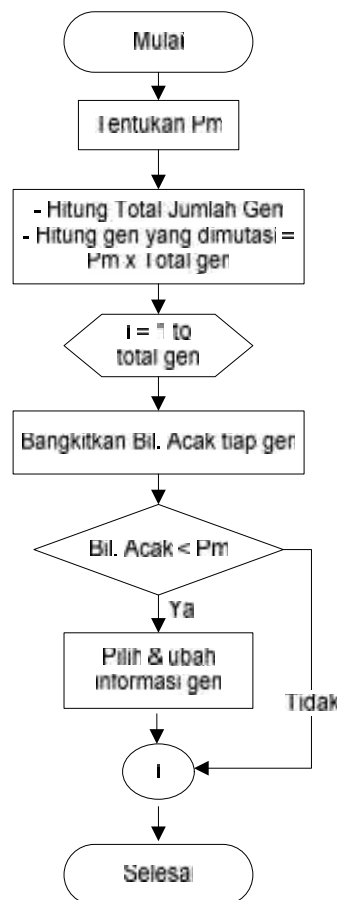 Mulai
Tentukan Pm
- Hitung Total Jumlah Gen
- Hitung gen yang dimutasi =
Pm x Total gen
i = 1 to
total gen
Bangkitkan Bil. Acak tiap gen
Bil. Acak < Pm
Ya
Pilih & ubah
informasi gen
Tidak
i
Selesai